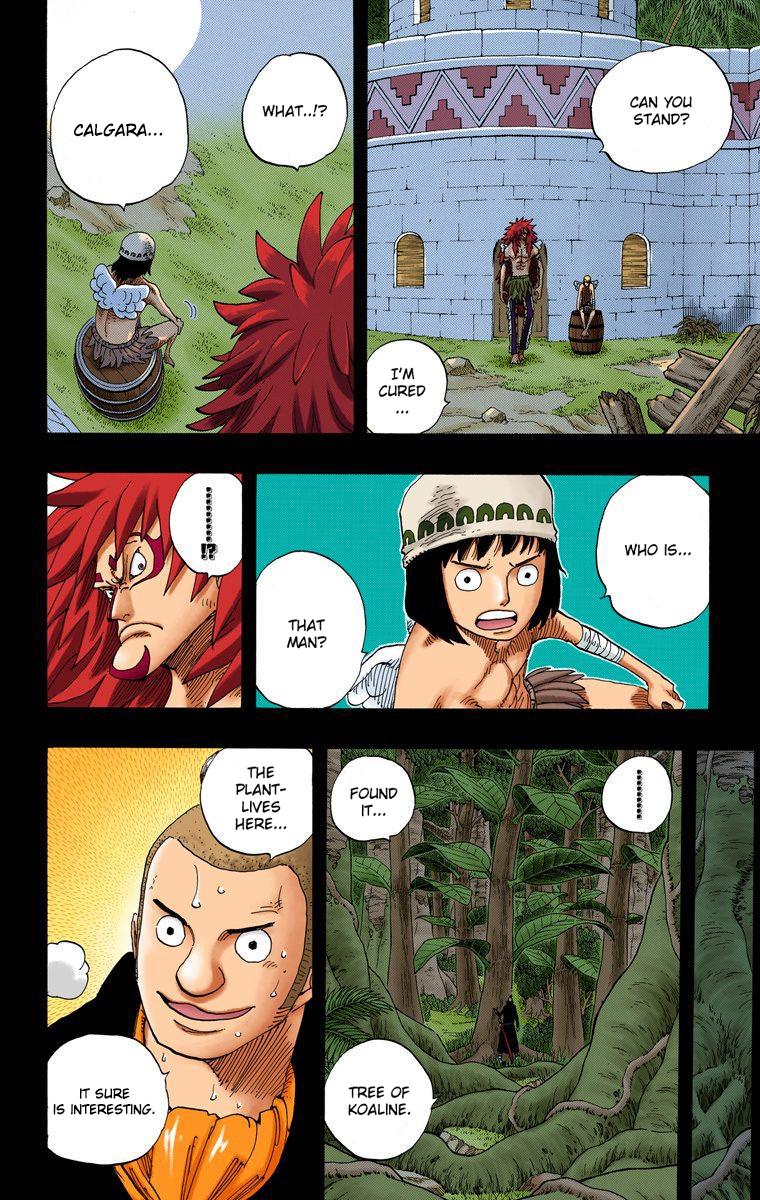 CAN YOU
STAND?
I'M
CURED
...
WHAT..!?
CALGARA...
WHO IS...
THAT
MAN?
..........!?
..........
FOUND
IT...
TREE OF
KOALINE.
THE
PLANT-
LIVES
HERE...
IT SURE
IS INTERESTING.